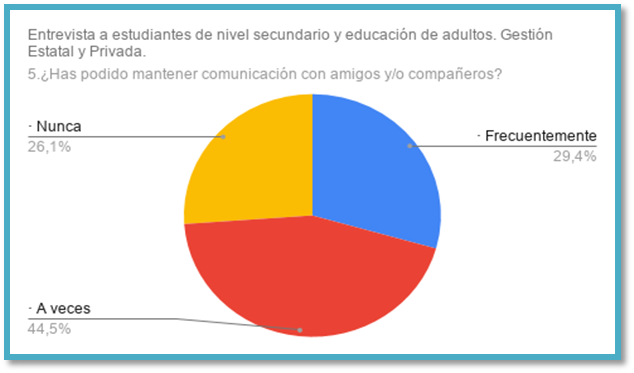 Entrevista a estudiantes de nivel secundario y educación de adultos. Gestión
Estatal y Privada.
5.¿Has podido mantener comunicación con amigos y/o compañeros?
· Nunca
26,1%
· Frecuentemente
29,4%
· A veces
44,5%